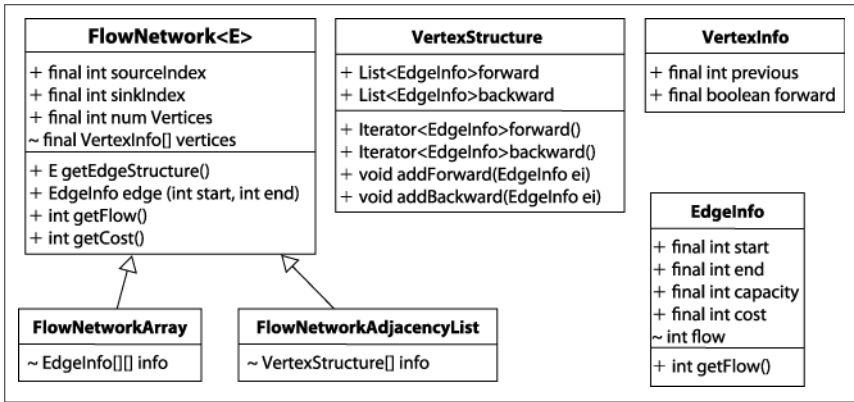 FlowNetwork<E>
+ final int sourceIndex
+ final int sinkIndex
+ final int num Vertices
~ final VertexInfo[] vertices
+ E getEdgeStructure()
+ EdgeInfo edge (int start, int end)
+ int getFlow()
+ int getCost()
VertexStructure
+ List<EdgeInfo>forward
+ List<EdgeInfo>backward
+ Iterator<EdgeInfo>forward()
+ Iterator<EdgeInfo>backward()
+ void addForward(EdgeInfo ei)
+ void addBackward(EdgeInfo ei)
VertexInfo
+ final int previous
+ final boolean forward
EdgeInfo
+ final int start
+ final int end
+ final int capacity
+ final int cost
~ int flow
+ int getFlow()
FlowNetworkArray
~ EdgeInfo[][] info
FlowNetworkAdjacencyList
~ VertexStructure[] info